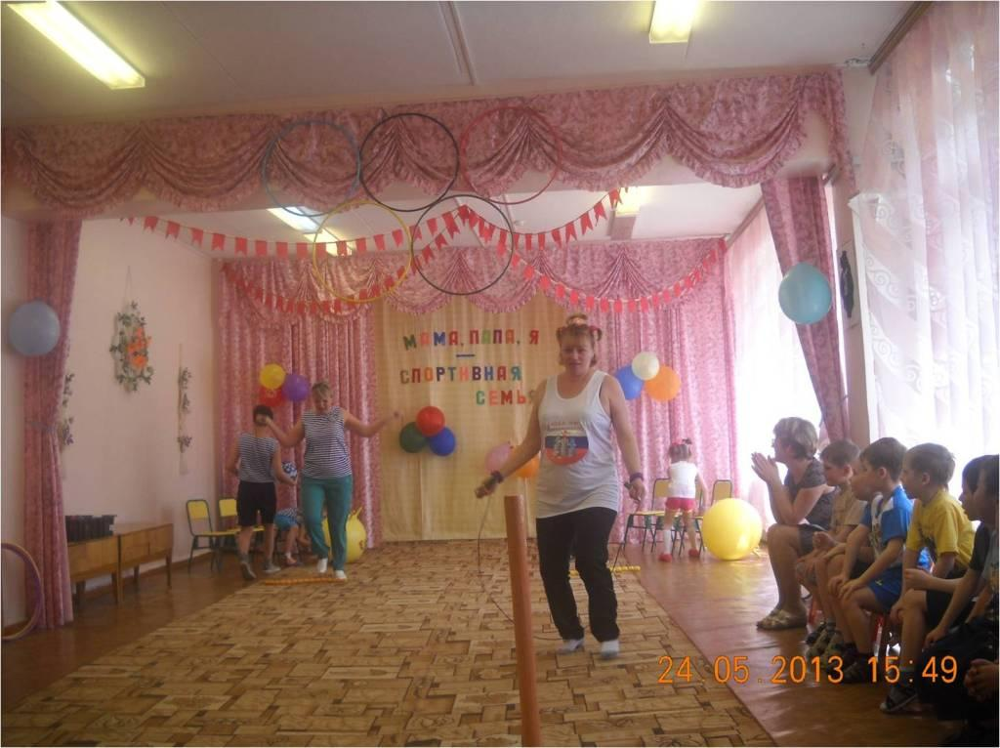 МАМА, ПАПА, Я
—
СПОРТИВНАЯ
СЕМЬЯ
24.05.2013 15:49